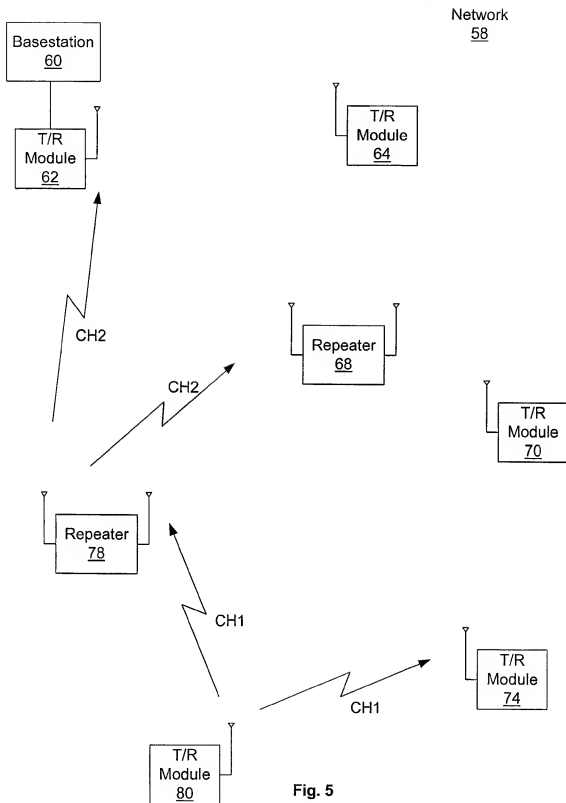 Network
58
Basestation
60
T/R
Module
62
T/R
Module
64
CH2
Repeater
68
CH2
T/R
Module
70
Repeater
78
CH1
T/R
Module
74
CH1
T/R
Module
80
Fig. 5